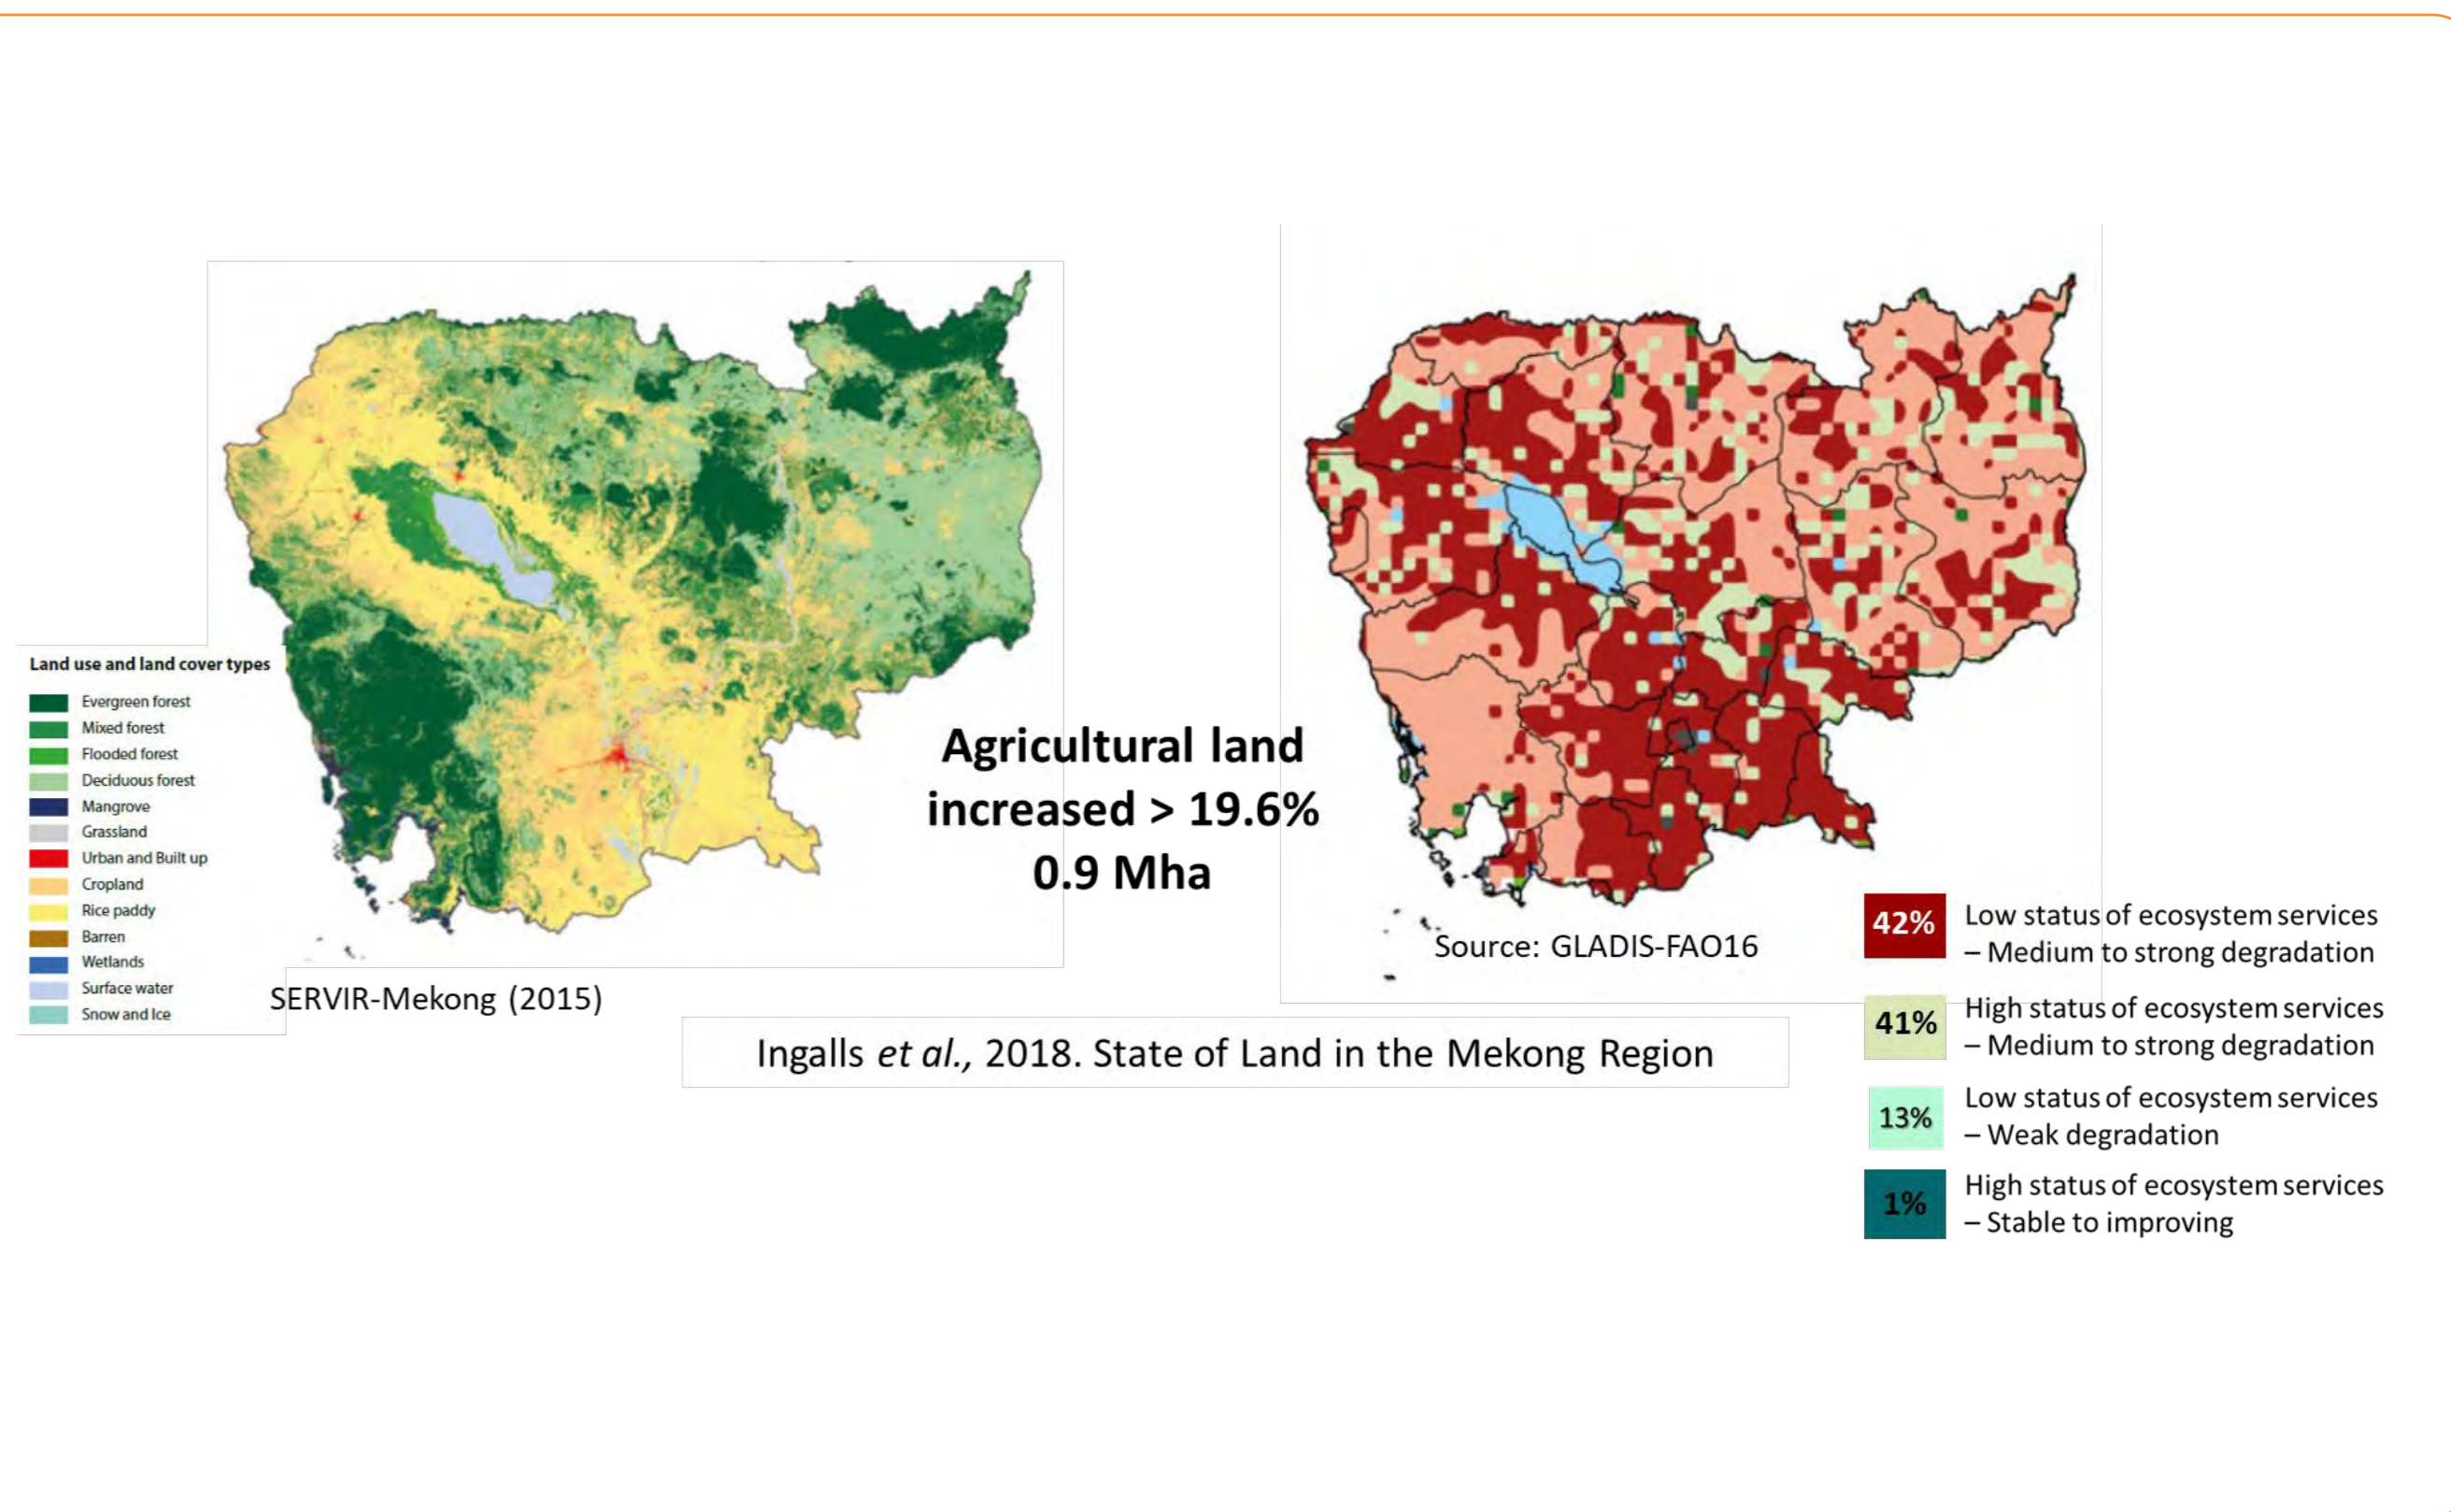 Land use and land cover types
Evergreen forest
Mixed forest
Flooded forest
Deciduous forest
Mangrove
Grassland
Urban and Built up
Cropland
Rice paddy
Barren
Wetlands
Surface water
Snow and Ice
SERVIR-Mekong (2015)
Agricultural land
increased > 19.6%
0.9 Mha
Source: GLADIS-FAO16
Ingalls et al., 2018. State of Land in the Mekong Region
42% Low status of ecosystem services
– Medium to strong degradation
41% High status of ecosystem services
– Medium to strong degradation
13% Low status of ecosystem services
– Weak degradation
1% High status of ecosystem services
– Stable to improving